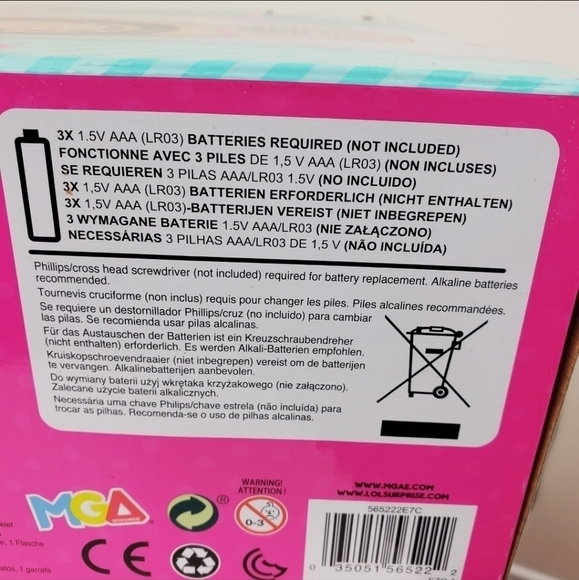 3X 1.5V AAA (LR03) BATTERIES REQUIRED (NOT INCLUDED)
FONCTIONNE AVEC 3 PILES DE 1,5 V AAA (LR03) (NON INCLUSES)
SE REQUIEREN 3 PILAS AAA/LR03 1.5V (NO INCLUIDO)
3X 1,5V AAA (LR03) BATTERIEN ERFORDERLICH (NICHT ENTHALTEN)
3X 1,5V AAA (LR03)-BATTERIJEN VEREIST (NIET INBEGREPEN)
3 WYMAGANE BATERIE 1.5V AAA/LR03 (NIE ZAŁĄCZONO)
NECESSÁRIAS 3 PILHAS AAA/LR03 DE 1,5 V (NÃO INCLUÍDA)
Phillips/cross head screwdriver (not included) required for battery replacement. Alkaline batteries
recommended.
Tournevis cruciforme (non inclus) requis pour changer les piles. Piles alcalines recommandées.
Se requiere un destornillador Phillips/cruz (no incluido) para cambiar
las pilas. Se recomienda usar pilas alcalinas.
Für das Austauschen der Batterien ist ein Kreuzschraubendreher
(nicht enthalten) erforderlich. Es werden Alkali-Batterien empfohlen.
Kruiskopschroevendraaier (niet inbegrepen) vereist om de batterijen
te vervangen. Alkalinebatterijen aanbevolen.
Do wymiany baterii użyj wkrętaka krzyżakowego (nie załączono).
Zalecane użycie baterii alkalicznych.
Necessária uma chave Philips/chave estrela (não incluída) para
trocar as pilhas. Recomenda-se o uso de pilhas alcalinas.
MGA
®
WARNING!
ATTENTION!
0-3
WWW.MGAE.COM
WWW.LOLSURPRISE.COM
565222E7C
0 35051 56522 2
CE
elet
e, 1 Flasche
atos, 1 garrafa